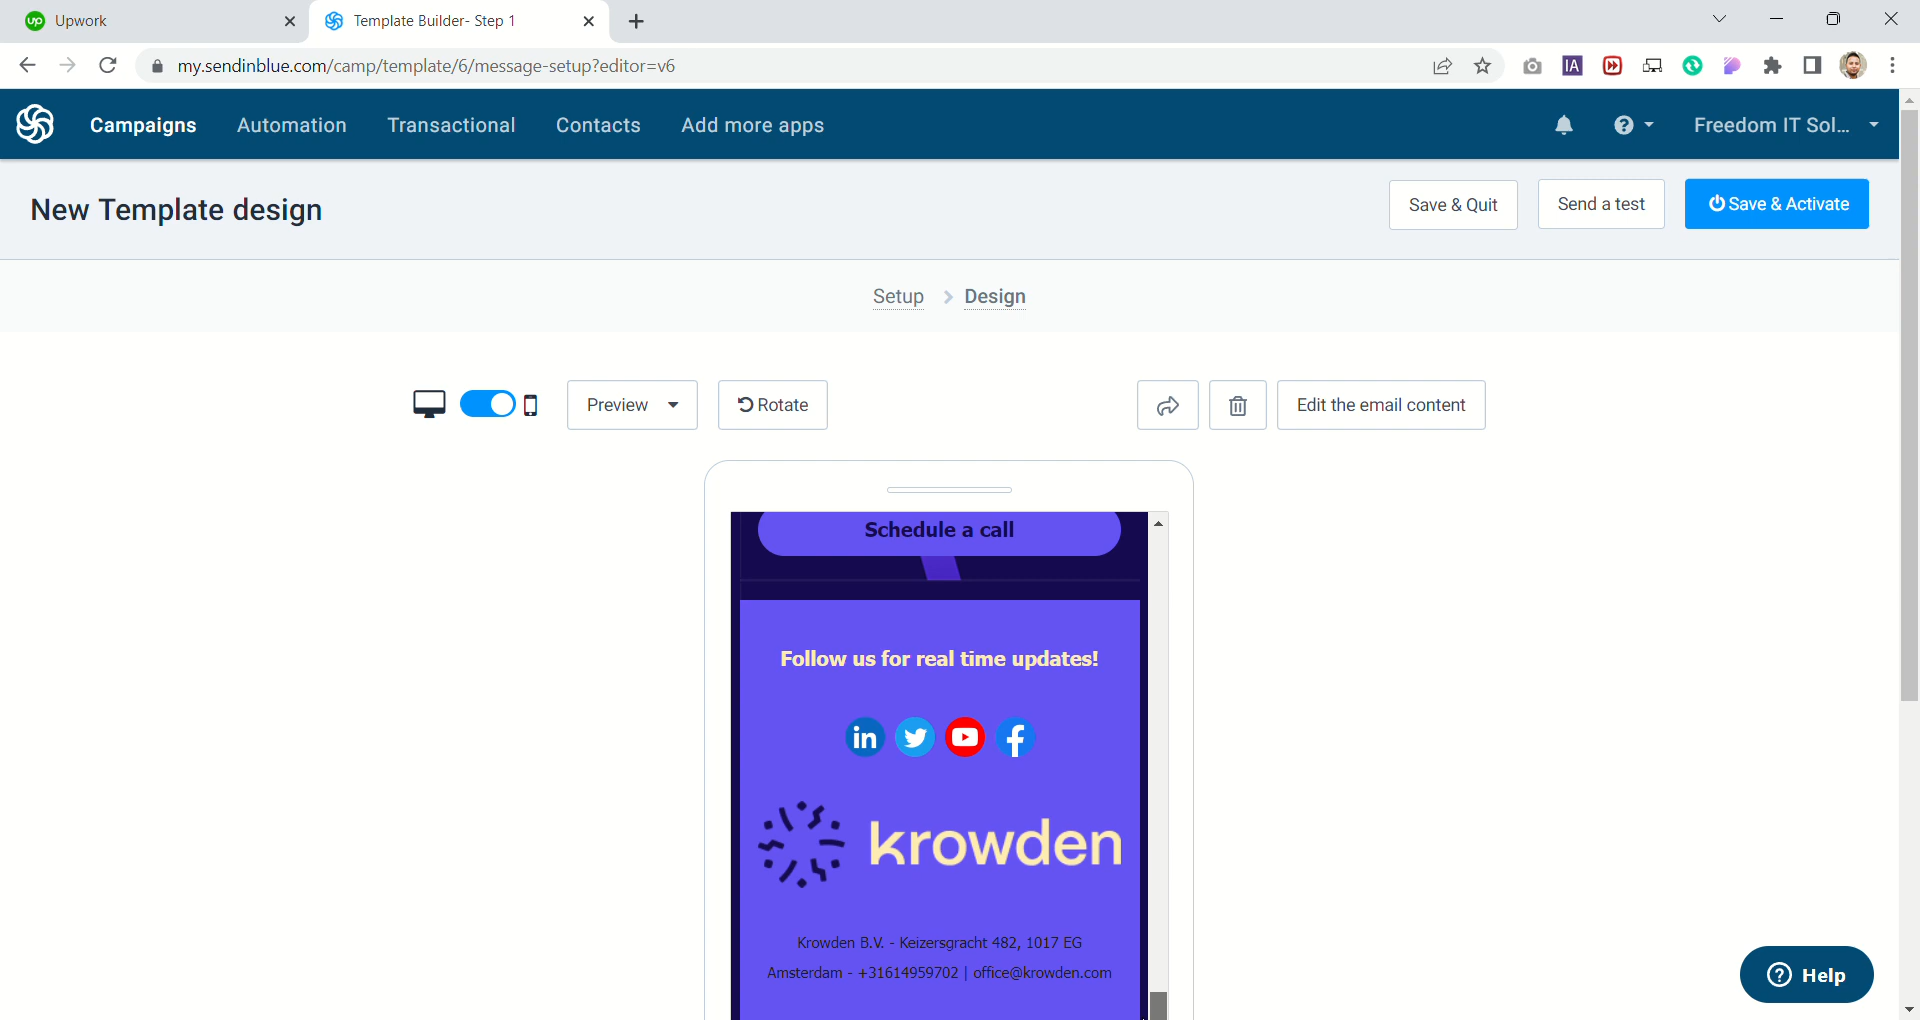 Upwork
Template Builder- Step 1
my.sendinblue.com/camp/template/6/message-setup?editor=v6
IA
Campaigns
Automation
Transactional
Contacts
Add more apps
Freedom IT Sol...
New Template design
Save & Quit
Send a test
Save & Activate
Setup
Design
Preview
Rotate
Edit the email content
Schedule a call
Follow us for real time updates!
in
krowden
Krowden B.V. - Keizersgracht 482, 1017 EG
Amsterdam - +31614959702 | office@krowden.com
Help